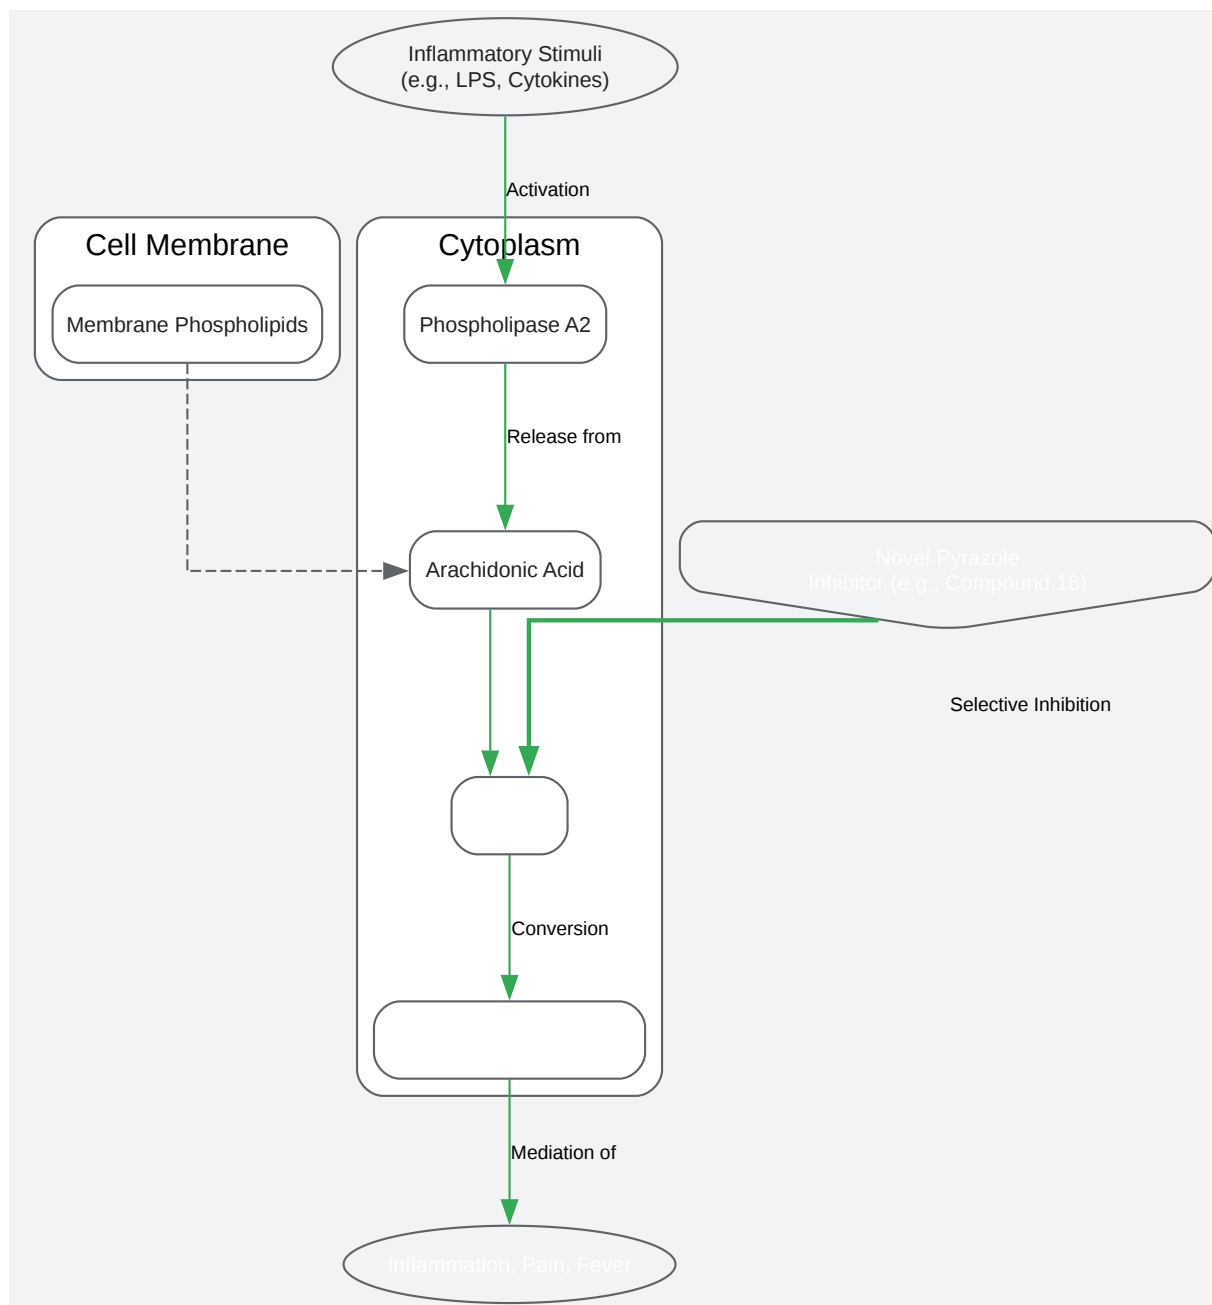 Inflammatory Stimuli
(e.g., LPS, Cytokines)
Activation
Cell Membrane
Cytoplasm
Membrane Phospholipids
Phospholipase A2
Release from
Arachidonic Acid
Novel Pyrazole
Inhibitor (e.g., Compound 16)
Selective Inhibition
Conversion
Mediation of
Inflammation, Pain, Fever